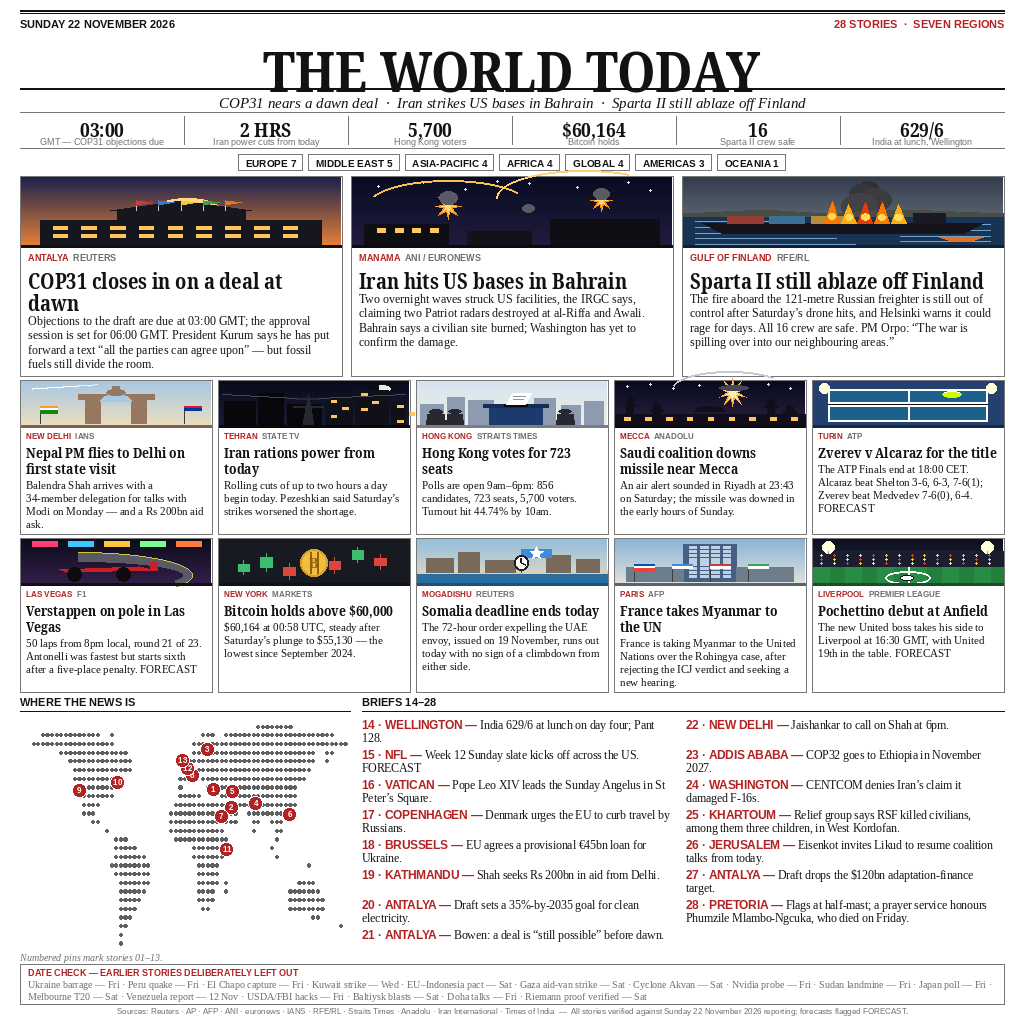 SUNDAY 22 NOVEMBER 2026
28 STORIES · SEVEN REGIONS
THE WORLD TODAY
COP31 nears a dawn deal · Iran strikes US bases in Bahrain · Sparta II still ablaze off Finland
03:00
GMT — COP31 objections due
2 HRS
Iran power cuts from today
5,700
Hong Kong voters
$60,164
Bitcoin holds
16
Sparta II crew safe
629/6
India at lunch, Wellington
EUROPE 7
MIDDLE EAST 5
ASIA-PACIFIC 4
AFRICA 4
GLOBAL 4
AMERICAS 3
OCEANIA 1
ANTALYA REUTERS
COP31 closes in on a deal at
dawn
Objections to the draft are due at 03:00 GMT; the approval
session is set for 06:00 GMT. President Kurum says he has put
forward a text “all the parties can agree upon” — but fossil
fuels still divide the room.
MANAMA ANI / EURONEWS
Iran hits US bases in Bahrain
Two overnight waves struck US facilities, the IRGC says,
claiming two Patriot radars destroyed at al-Riffa and Awali.
Bahrain says a civilian site burned; Washington has yet to
confirm the damage.
GULF OF FINLAND RFE/RL
Sparta II still ablaze off Finland
The fire aboard the 121-metre Russian freighter is still out of
control after Saturday’s drone hits, and Helsinki warns it could
rage for days. All 16 crew are safe. PM Orpo: “The war is
spilling over into our neighbouring areas.”
NEW DELHI IANS
Nepal PM flies to Delhi on
first state visit
Balendra Shah arrives with a
34-member delegation for talks with
Modi on Monday — and a Rs 200bn aid
ask.
TEHRAN STATE TV
Iran rations power from
today
Rolling cuts of up to two hours a day
begin today. Pezeshkian said Saturday’s
strikes worsened the shortage.
HONG KONG STRAITS TIMES
Hong Kong votes for 723
seats
Polls are open 9am–6pm: 856
candidates, 723 seats, 5,700 voters.
Turnout hit 44.74% by 10am.
MECCA ANADOLU
Saudi coalition downs
missile near Mecca
An air alert sounded in Riyadh at 23:43
on Saturday; the missile was downed in
the early hours of Sunday.
TURIN ATP
Zverev v Alcaraz for the title
The ATP Finals end at 18:00 CET.
Alcaraz beat Shelton 3-6, 6-3, 7-6(1);
Zverev beat Medvedev 7-6(0), 6-4.
FORECAST
LAS VEGAS F1
Verstappen on pole in Las
Vegas
50 laps from 8pm local, round 21 of 23.
Antonelli was fastest but starts sixth
after a five-place penalty. FORECAST
B
NEW YORK MARKETS
Bitcoin holds above $60,000
$60,164 at 00:58 UTC, steady after
Saturday’s plunge to $55,130 — the
lowest since September 2024.
MOGADISHU REUTERS
Somalia deadline ends today
The 72-hour order expelling the UAE
envoy, issued on 19 November, runs out
today with no sign of a climbdown from
either side.
PARIS AFP
France takes Myanmar to
the UN
France is taking Myanmar to the United
Nations over the Rohingya case, after
rejecting the ICJ verdict and seeking a
new hearing.
LIVERPOOL PREMIER LEAGUE
Pochettino debut at Anfield
The new United boss takes his side to
Liverpool at 16:30 GMT, with United
19th in the table. FORECAST
WHERE THE NEWS IS
3
13
12
10
9
1
5
2
4
7
6
11
Numbered pins mark stories 01–13.
BRIEFS 14–28
14 · WELLINGTON — India 629/6 at lunch on day four; Pant
128.
15 · NFL — Week 12 Sunday slate kicks off across the US.
FORECAST
16 · VATICAN — Pope Leo XIV leads the Sunday Angelus in St
Peter’s Square.
17 · COPENHAGEN — Denmark urges the EU to curb travel by
Russians.
18 · BRUSSELS — EU agrees a provisional €45bn loan for
Ukraine.
19 · KATHMANDU — Shah seeks Rs 200bn in aid from Delhi.
20 · ANTALYA — Draft sets a 35%-by-2035 goal for clean
electricity.
21 · ANTALYA — Bowen: a deal is “still possible” before dawn.
22 · NEW DELHI — Jaishankar to call on Shah at 6pm.
23 · ADDIS ABABA — COP32 goes to Ethiopia in November
2027.
24 · WASHINGTON — CENTCOM denies Iran’s claim it
damaged F-16s.
25 · KHARTOUM — Relief group says RSF killed civilians,
among them three children, in West Kordofan.
26 · JERUSALEM — Eisenkot invites Likud to resume coalition
talks from today.
27 · ANTALYA — Draft drops the $120bn adaptation-finance
target.
28 · PRETORIA — Flags at half-mast; a prayer service honours
Phumzile Mlambo-Ngcuka, who died on Friday.
DATE CHECK — EARLIER STORIES DELIBERATELY LEFT OUT
Ukraine barrage — Fri · Peru quake — Fri · El Chapo capture — Fri · Kuwait strike — Wed · EU–Indonesia pact — Sat · Gaza aid-van strike — Sat · Cyclone Akvan — Sat · Nvidia probe — Fri · Sudan landmine — Fri · Japan poll — Fri ·
Melbourne T20 — Sat · Venezuela report — 12 Nov · USDA/FBI hacks — Fri · Baltiysk blasts — Sat · Doha talks — Fri · Riemann proof verified — Sat
Sources: Reuters · AP · AFP · ANI · euronews · IANS · RFE/RL · Straits Times · Anadolu · Iran International · Times of India — All stories verified against Sunday 22 November 2026 reporting; forecasts flagged FORECAST.